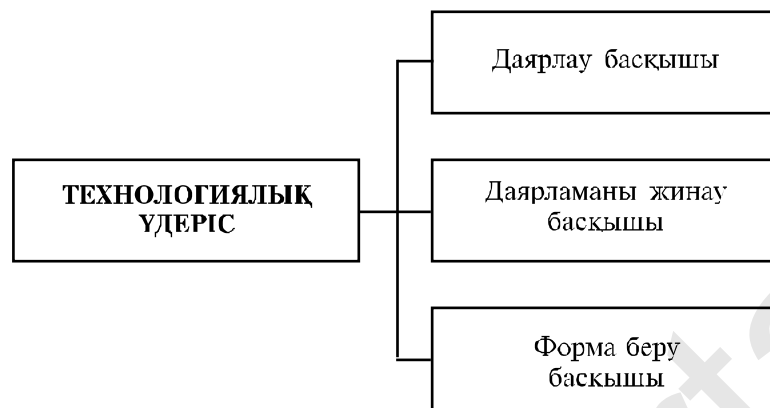 Даярлау басқышы
ТЕХНОЛОГИЯЛЫҚ
ҮДЕРІС
Даярламаны жинау
басқышы
Форма беру
басқышы